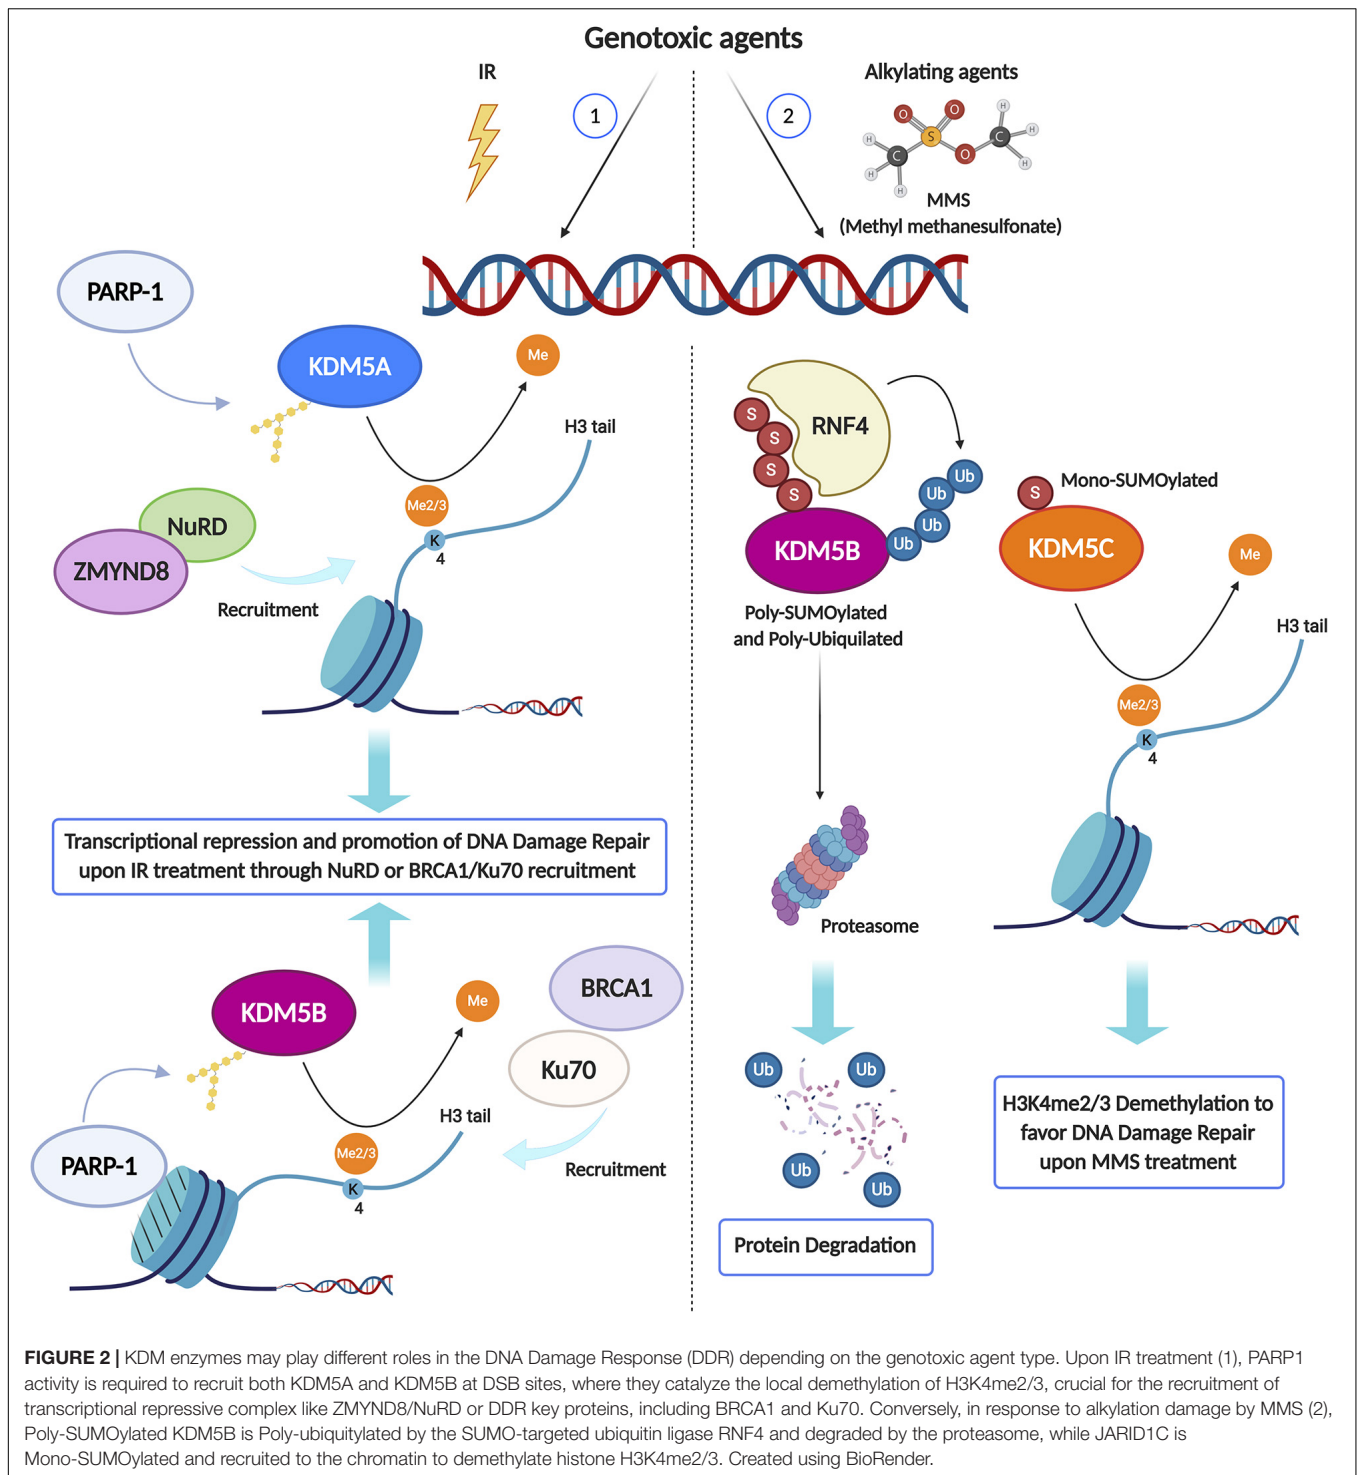 Genotoxic agents
IR
1
2
Alkylating agents
O
O
H
H
S
H
C
C
O
H
H
H
MMS
(Methyl methanesulfonate)
PARP-1
KDM5A
Me
H3 tail
Me2/3
K
4
NuRD
ZMYND8
Recruitment
Transcriptional repression and promotion of DNA Damage Repair
upon IR treatment through NuRD or BRCA1/Ku70 recruitment
KDM5B
Me
BRCA1
Ku70
H3 tail
Me2/3
K
4
PARP-1
Recruitment
RNF4
S
S
S
S
Ub
Ub
Ub
Ub
KDM5B
Poly-SUMOylated
and Poly-Ubiquilated
Proteasome
Ub
Ub
Ub
Ub
Protein Degradation
S
Mono-SUMOylated
KDM5C
Me
H3 tail
Me2/3
K
4
H3K4me2/3 Demethylation to
favor DNA Damage Repair
upon MMS treatment
FIGURE 2 | KDM enzymes may play different roles in the DNA Damage Response (DDR) depending on the genotoxic agent type. Upon IR treatment (1), PARP1
activity is required to recruit both KDM5A and KDM5B at DSB sites, where they catalyze the local demethylation of H3K4me2/3, crucial for the recruitment of
transcriptional repressive complex like ZMYND8/NuRD or DDR key proteins, including BRCA1 and Ku70. Conversely, in response to alkylation damage by MMS (2),
Poly-SUMOylated KDM5B is Poly-ubiquitylated by the SUMO-targeted ubiquitin ligase RNF4 and degraded by the proteasome, while JARID1C is
Mono-SUMOylated and recruited to the chromatin to demethylate histone H3K4me2/3. Created using BioRender.